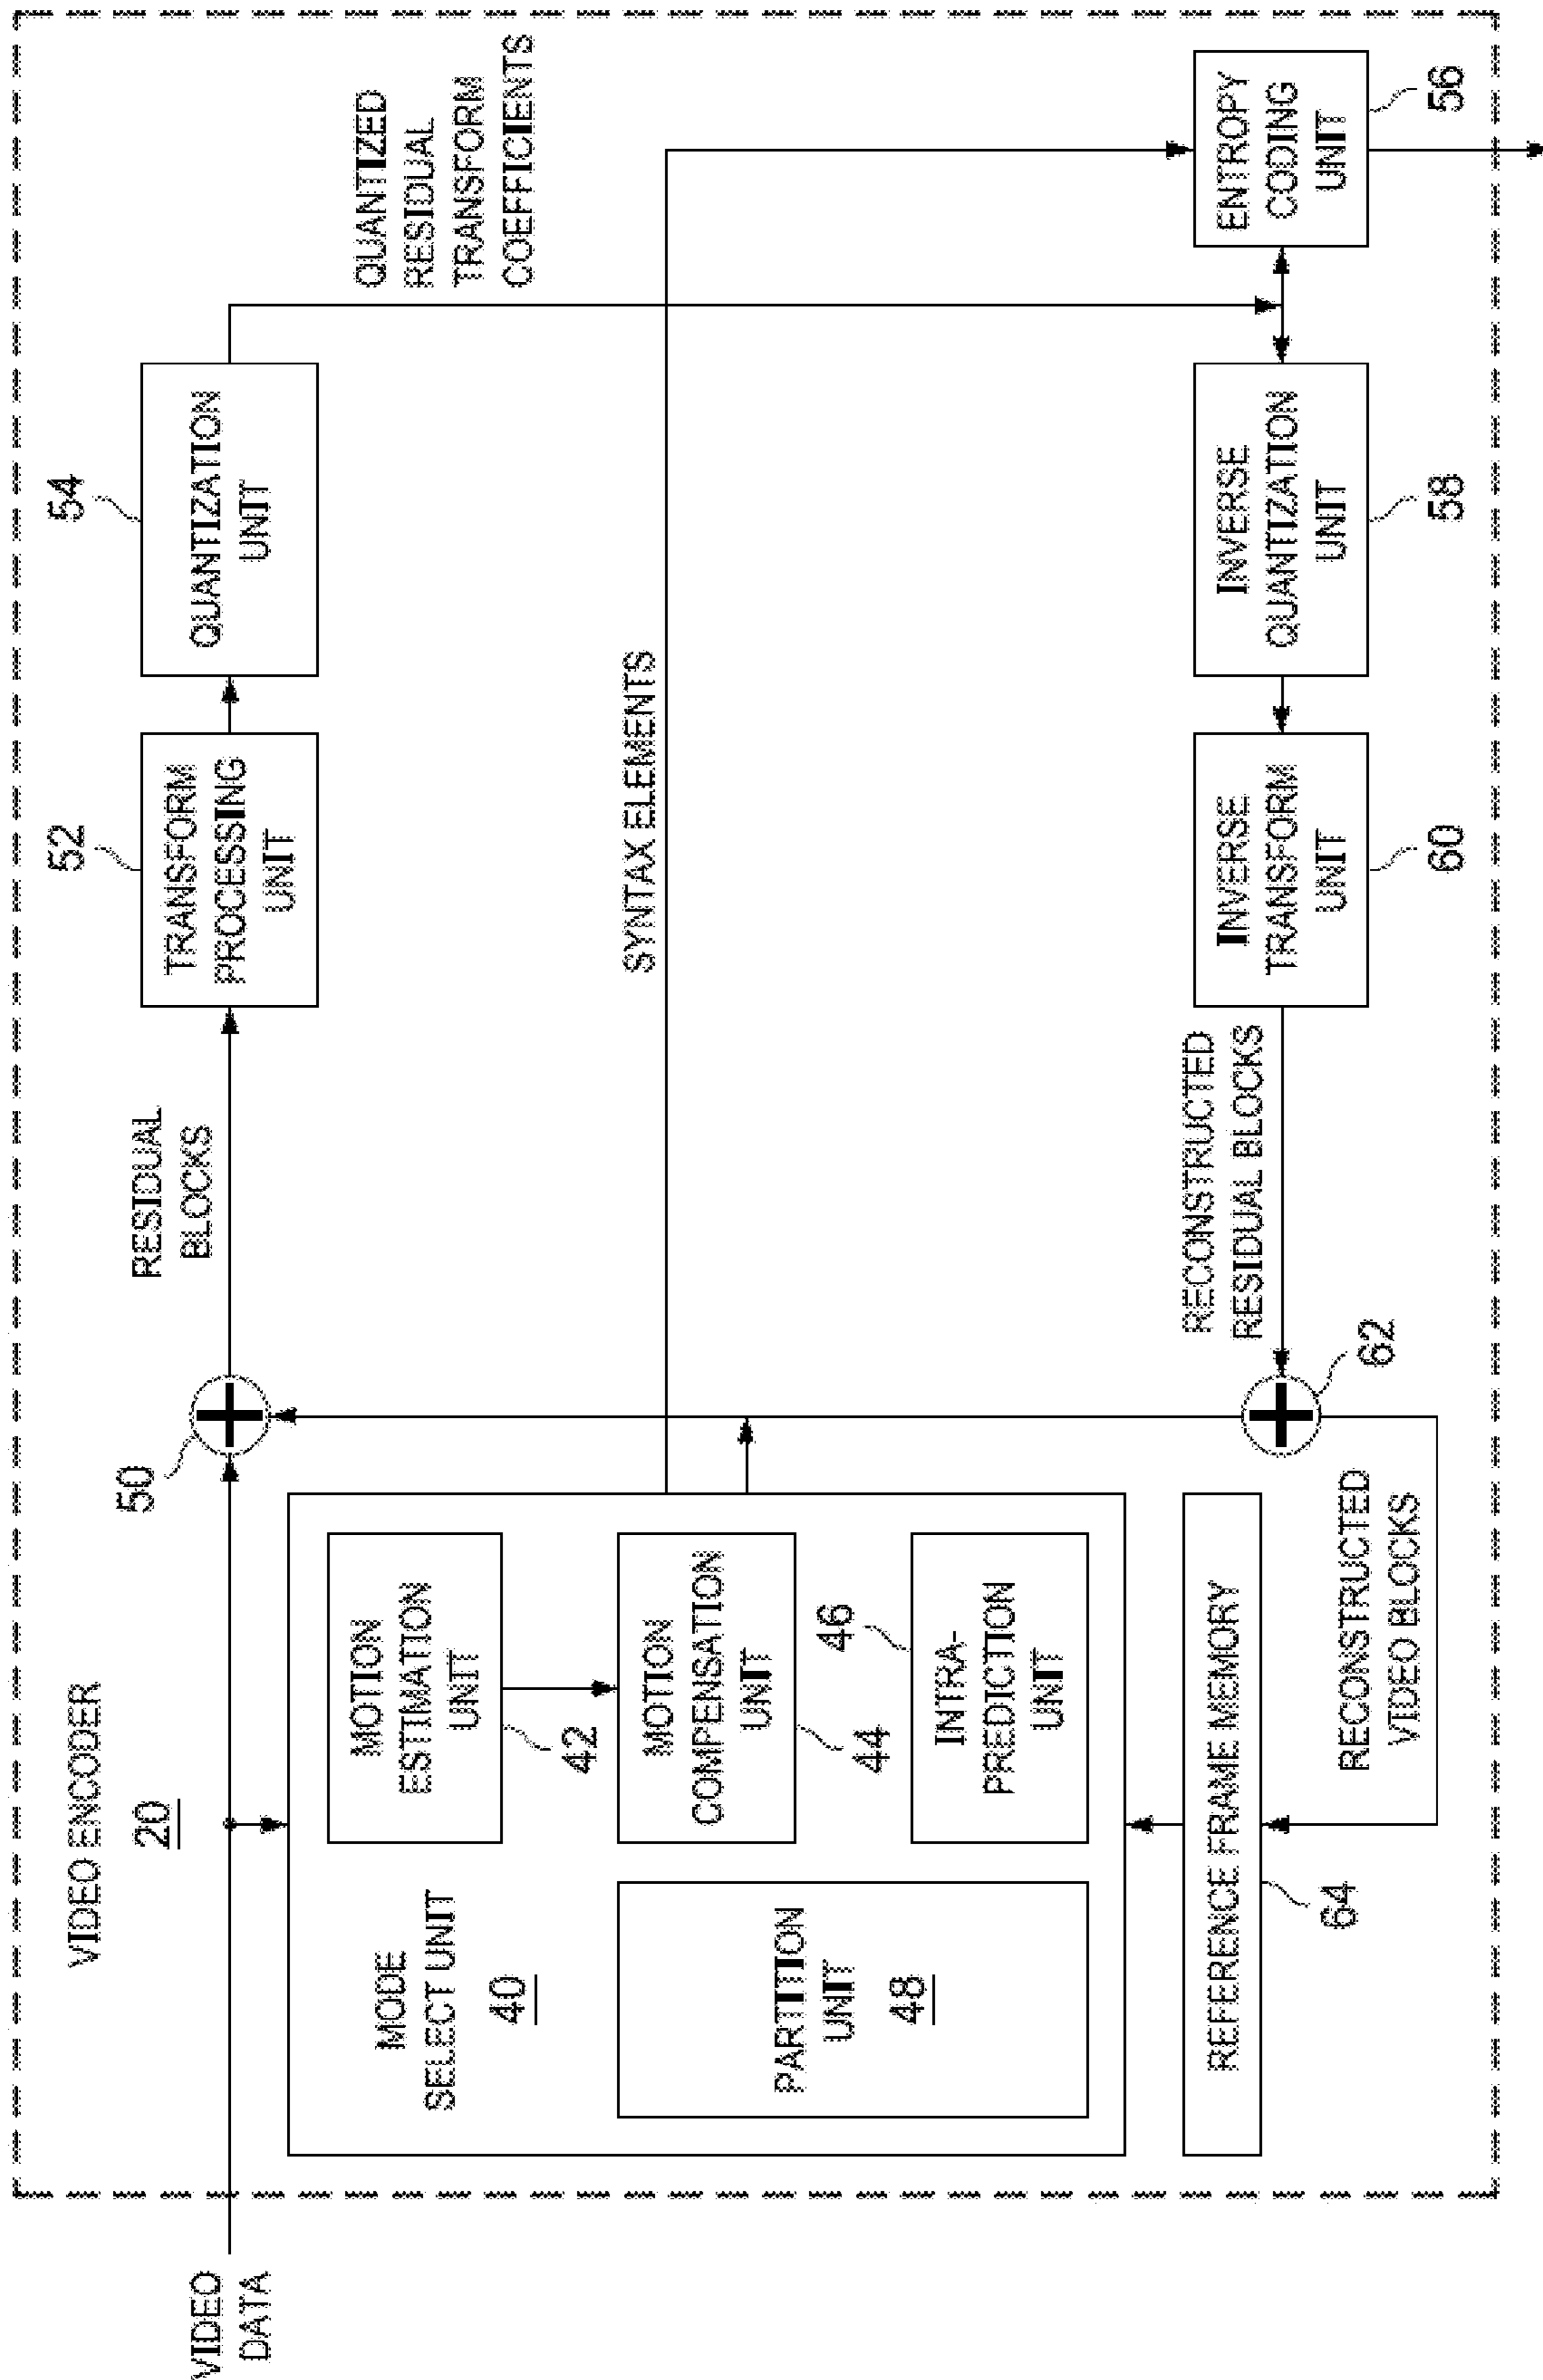 VIDEO
DATA
VIDEO ENCODER
20
MODE
SELECT UNIT
40
PARTITION
UNIT
48
MOTION
ESTIMATION
UNIT
42
MOTION
COMPENSATION
UNIT
44
46
INTRA-
PREDICTION
UNIT
REFERENCE FRAME MEMORY
64
50
RESIDUAL
BLOCKS
52
TRANSFORM
PROCESSING
UNIT
54
QUANTIZATION
UNIT
QUANTIZED
RESIDUAL
TRANSFORM
COEFFICIENTS
SYNTAX ELEMENTS
RECONSTRUCTED
VIDEO BLOCKS
62
RECONSTRUCTED
RESIDUAL BLOCKS
INVERSE
TRANSFORM
UNIT
60
INVERSE
QUANTIZATION
UNIT
58
ENTROPY
CODING
UNIT
56